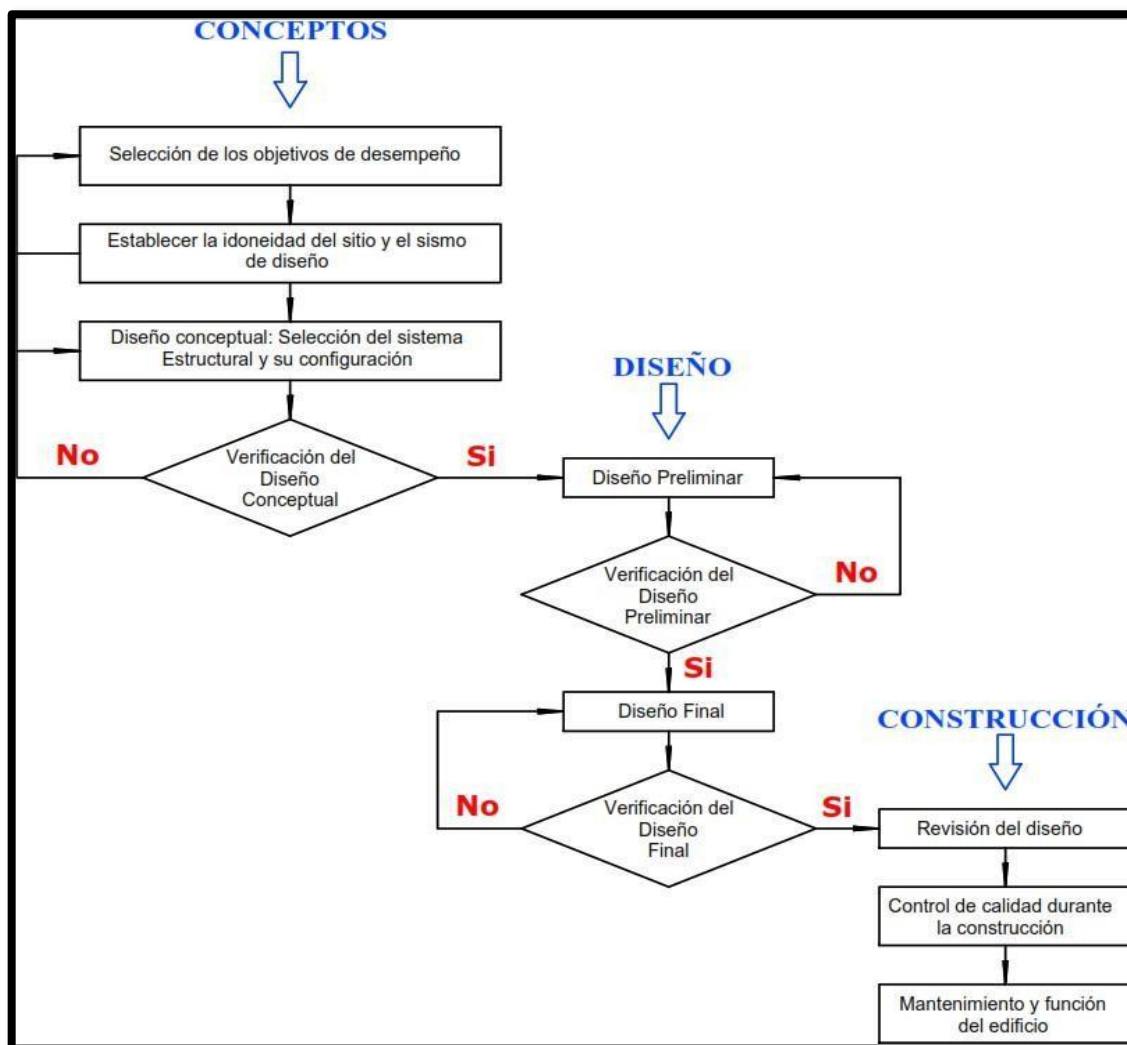 CONCEPTOS
Selección de los objetivos de desempeño
Establecer la idoneidad del sitio y el sismo
de diseño
Diseño conceptual: Selección del sistema
Estructural y su configuración
Verificación del
Diseño
Conceptual
No
Si
DISEÑO
Diseño Preliminar
Verificación del
Diseño
Preliminar
No
Si
Diseño Final
Verificación del
Diseño
Final
No
Si
CONSTRUCCIÓN
Revisión del diseño
Control de calidad durante
la construcción
Mantenimiento y función
del edificio